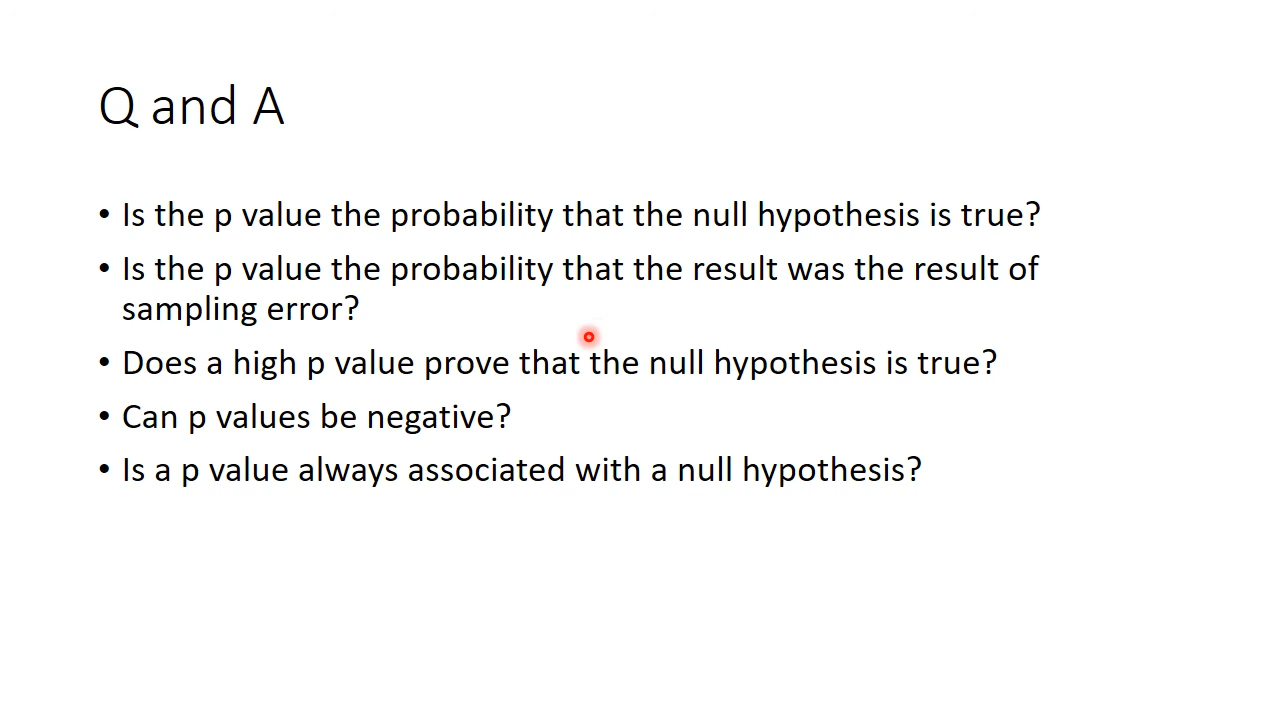 Q and A
• Is the p value the probability that the null hypothesis is true?
• Is the p value the probability that the result was the result of
sampling error?
• Does a high p value prove that the null hypothesis is true?
• Can p values be negative?
• Is a p value always associated with a null hypothesis?